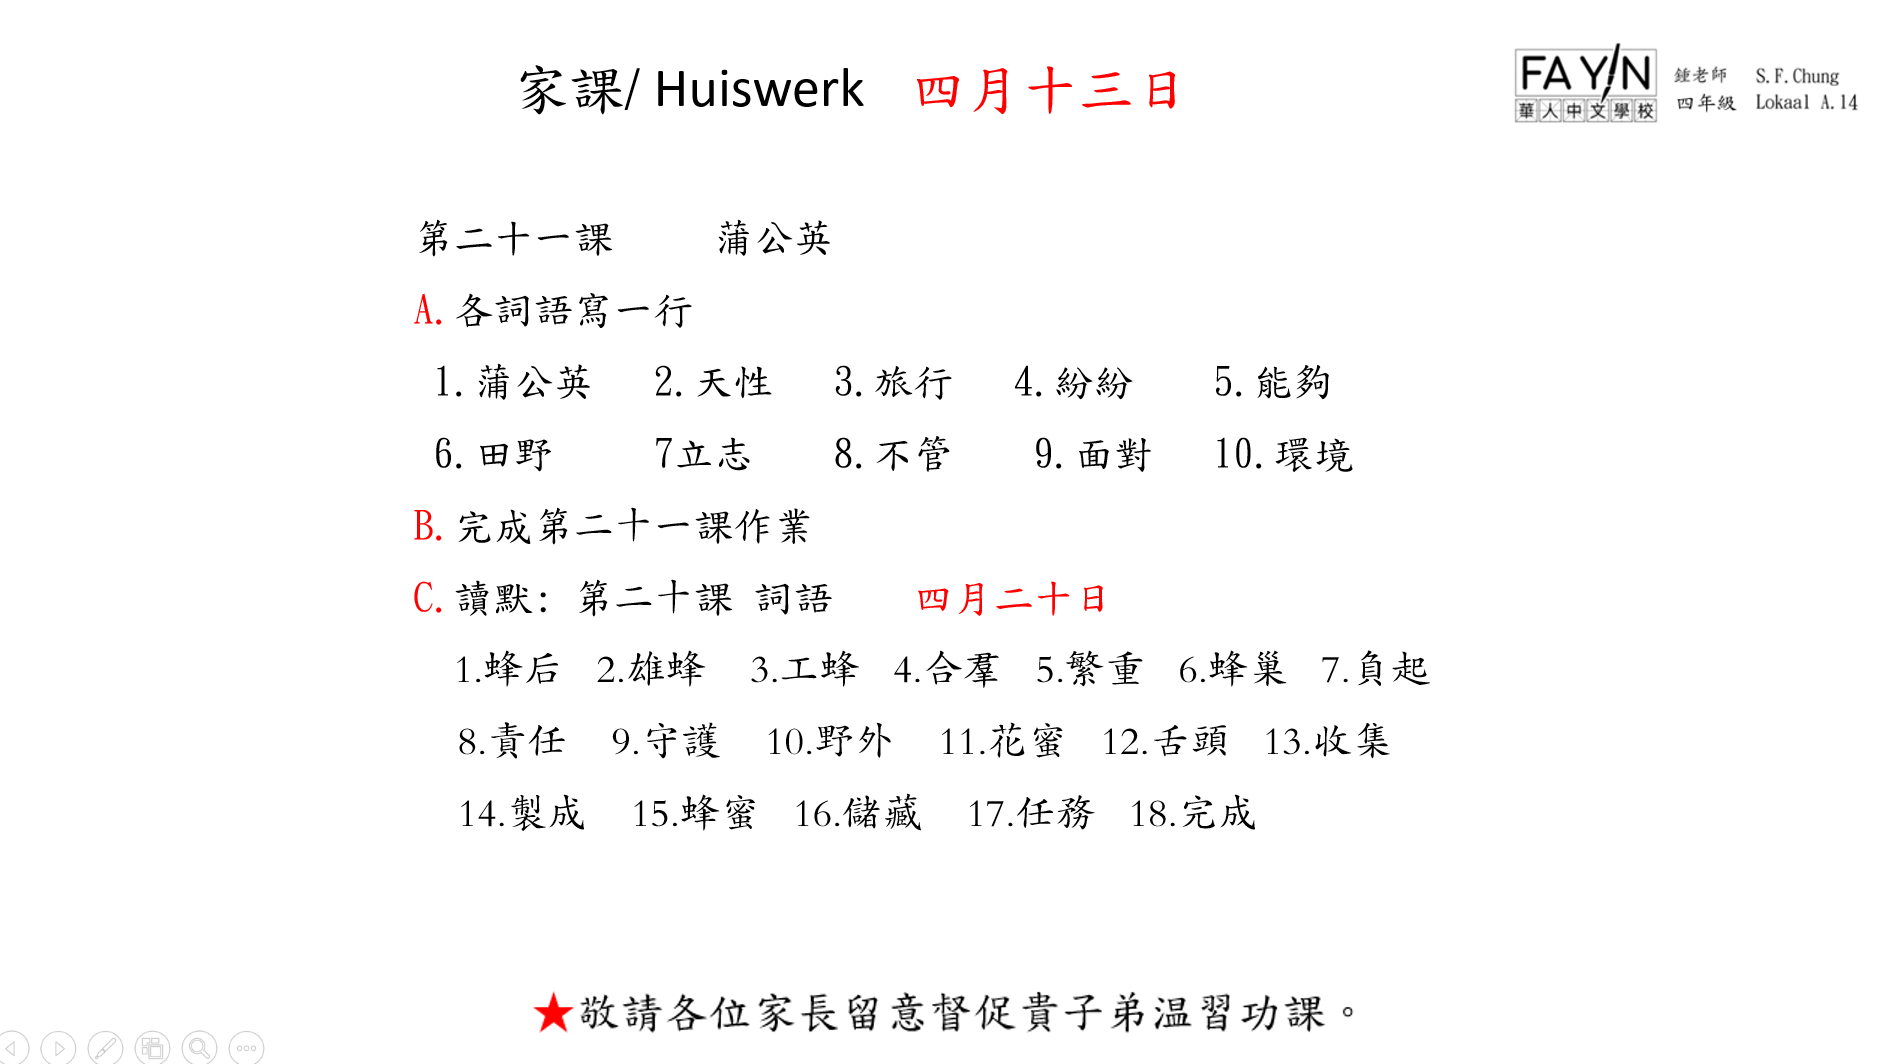 家課/ Huiswerk 四月十三日
FAYIN
華人中文學校
鍾老師 S.F.Chung
四年級 Lokaal A.14
第二十一課 蒲公英
A.各詞語寫一行
1.蒲公英 2.天性 3.旅行 4.紛紛 5.能夠
6.田野 7立志 8.不管 9.面對 10.環境
B.完成第二十一課作業
C.讀默: 第二十課 詞語 四月二十日
1.蜂后 2.雄蜂 3.工蜂 4.合羣 5.繁重 6.蜂巢 7.負起
8.責任 9.守護 10.野外 11.花蜜 12.舌頭 13.收集
14.製成 15.蜂蜜 16.儲藏 17.任務 18.完成
★敬請各位家長留意督促貴子弟温習功課。